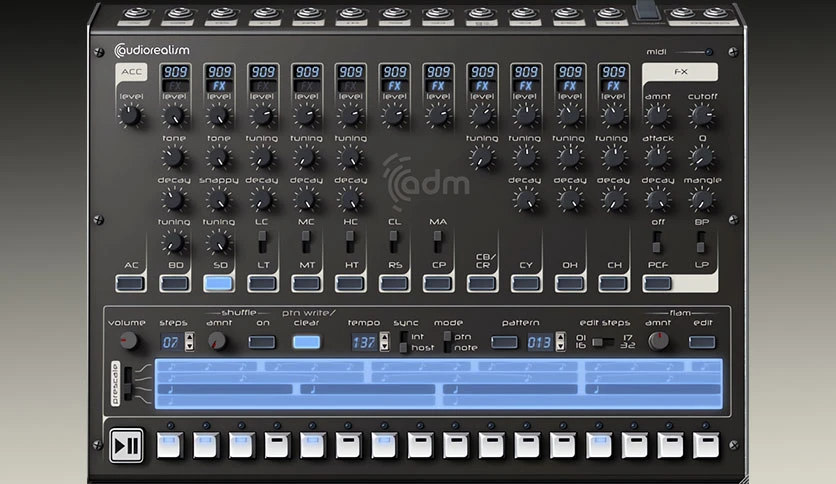 audiorealism
midi
ACC 909 909 909 909 909 909 909 909 909 909 909 FX
FX FX FX FX FX FX FX FX FX FX FX
level level level level level level level level level level level level amnt cutoff
tone tone tuning tuning tuning tuning tuning tuning tuning attack Q
adm
decay snappy decay decay decay decay decay decay decay mangle
tuning tuning LC MC HC CL MA off BP
AC BD SD LT MT HT RS CP CB/CR CY OH CH PCF LP
shuffle ptn write/ flam
volume steps amnt on clear tempo sync mode pattern edit steps amnt edit
07 137 int ptn 013 01 17
host note 16 32
prescale